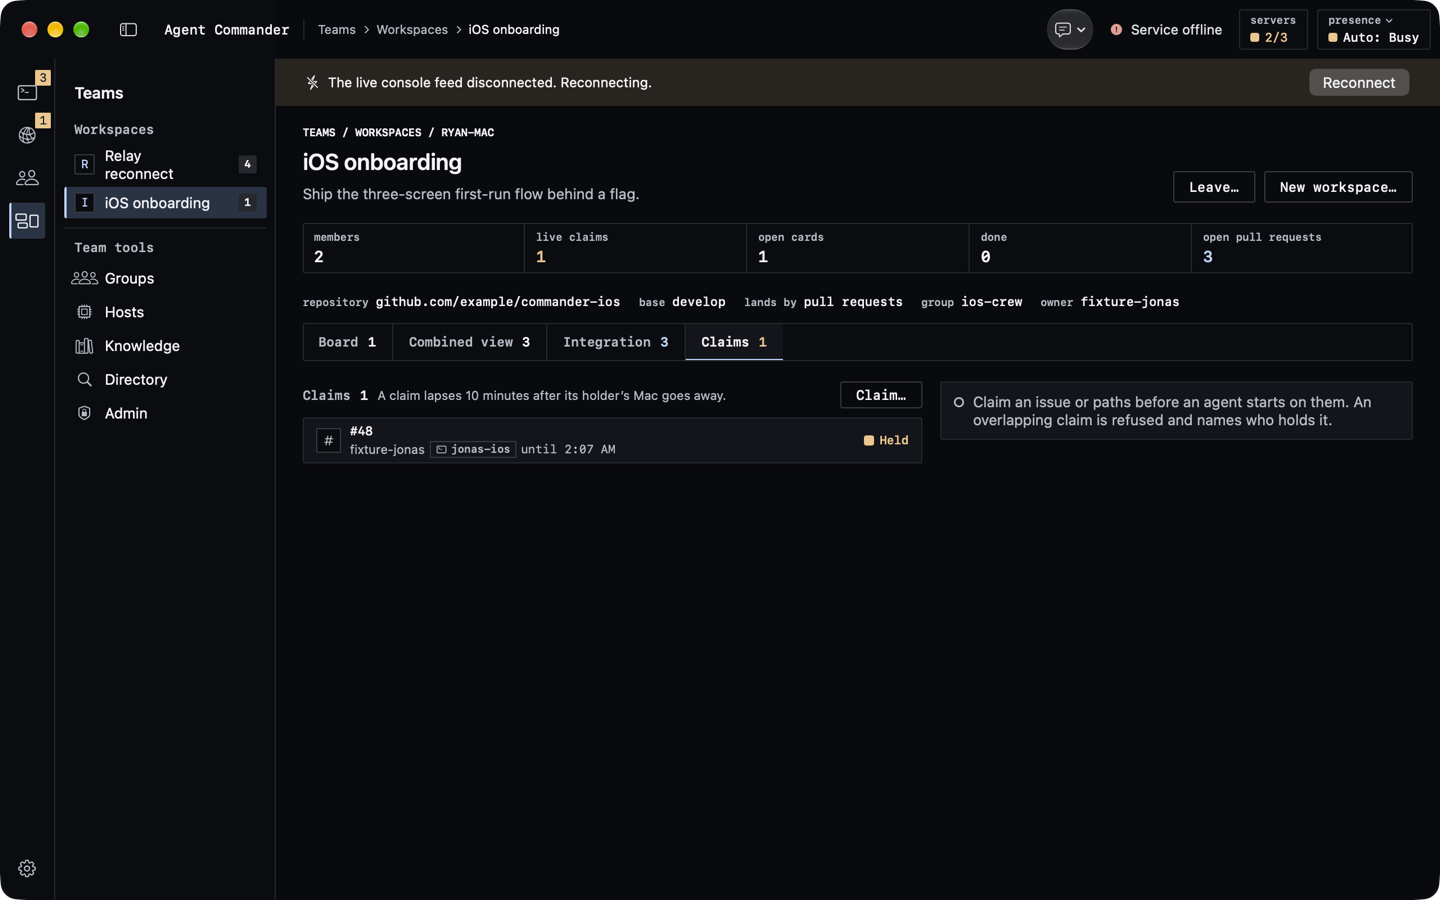 Agent Commander
Teams > Workspaces > iOS onboarding
Service offline
servers
2/3
presence
Auto: Busy
3
1
The live console feed disconnected. Reconnecting.
Reconnect
Teams
Workspaces
R
Relay
reconnect
4
I
iOS onboarding
1
Team tools
Groups
Hosts
Knowledge
Directory
Admin
TEAMS / WORKSPACES / RYAN-MAC
iOS onboarding
Ship the three-screen first-run flow behind a flag.
Leave…
New workspace…
members
2
live claims
1
open cards
1
done
0
open pull requests
3
repository github.com/example/commander-ios base develop lands by pull requests group ios-crew owner fixture-jonas
Board 1
Combined view 3
Integration 3
Claims 1
Claims 1 A claim lapses 10 minutes after its holder’s Mac goes away.
Claim…
#
#48
fixture-jonas jonas-ios until 2:07 AM
Held
Claim an issue or paths before an agent starts on them. An
overlapping claim is refused and names who holds it.